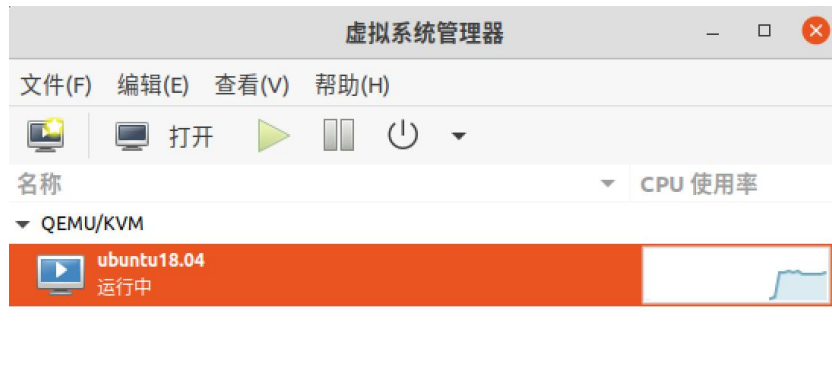 虚拟系统管理器
文件(F) 编辑(E) 查看(V) 帮助(H)
打开
名称 CPU 使用率
QEMU/KVM
ubuntu18.04
运行中